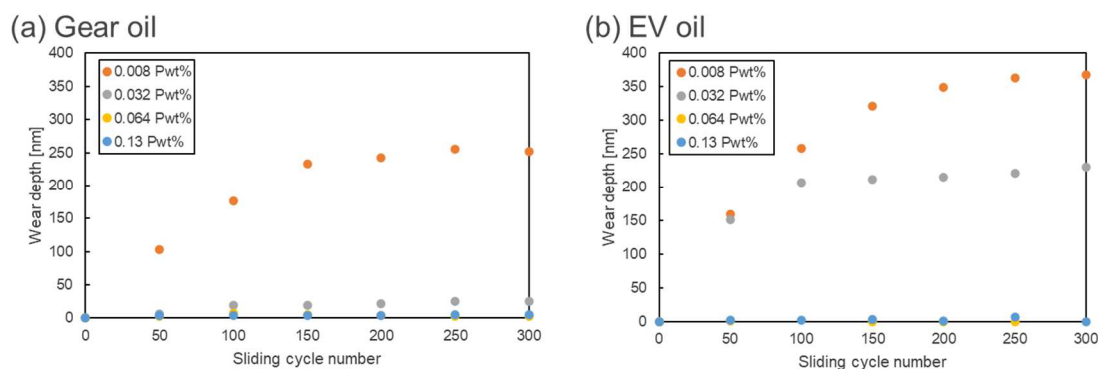 (a) Gear oil
400
350
300
250
200
150
100
50
0
Wear depth [nm]
0.008 Pwt%
0.032 Pwt%
0.064 Pwt%
0.13 Pwt%
0 50 100 150 200 250 300
Sliding cycle number
(b) EV oil
400
350
300
250
200
150
100
50
0
Wear depth [nm]
0.008 Pwt%
0.032 Pwt%
0.064 Pwt%
0.13 Pwt%
0 50 100 150 200 250 300
Sliding cycle number